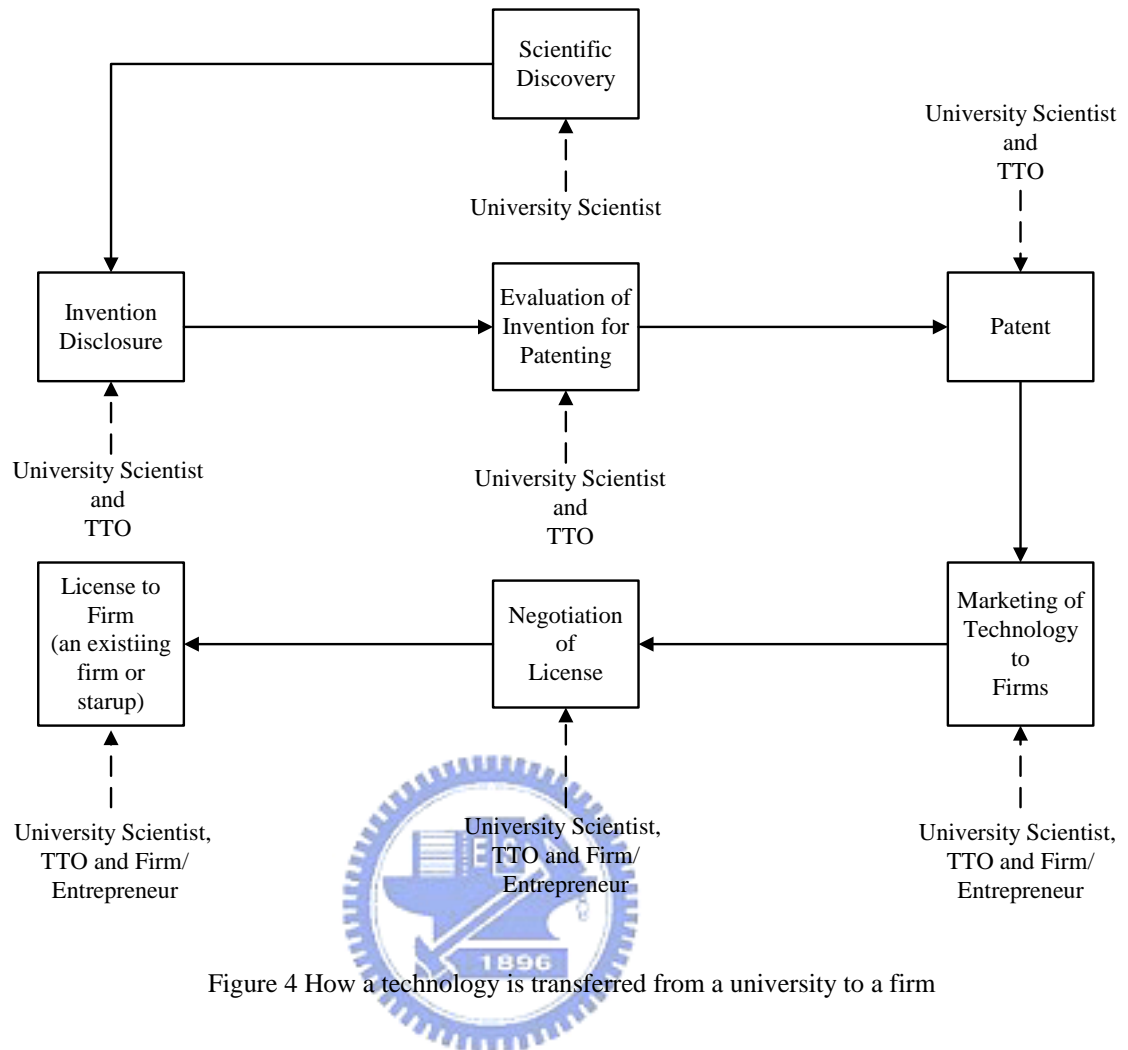 Scientific
Discovery
University Scientist
University Scientist
and
TTO
Invention
Disclosure
Evaluation of
Invention for
Patenting
Patent
University Scientist
and
TTO
University Scientist
and
TTO
License to
Firm
(an existiing
firm or
starup)
Negotiation
of
License
Marketing of
Technology
to
Firms
University Scientist,
TTO and Firm/
Entrepreneur
University Scientist,
TTO and Firm/
Entrepreneur
University Scientist,
TTO and Firm/
Entrepreneur
1896
Figure 4 How a technology is transferred from a university to a firm